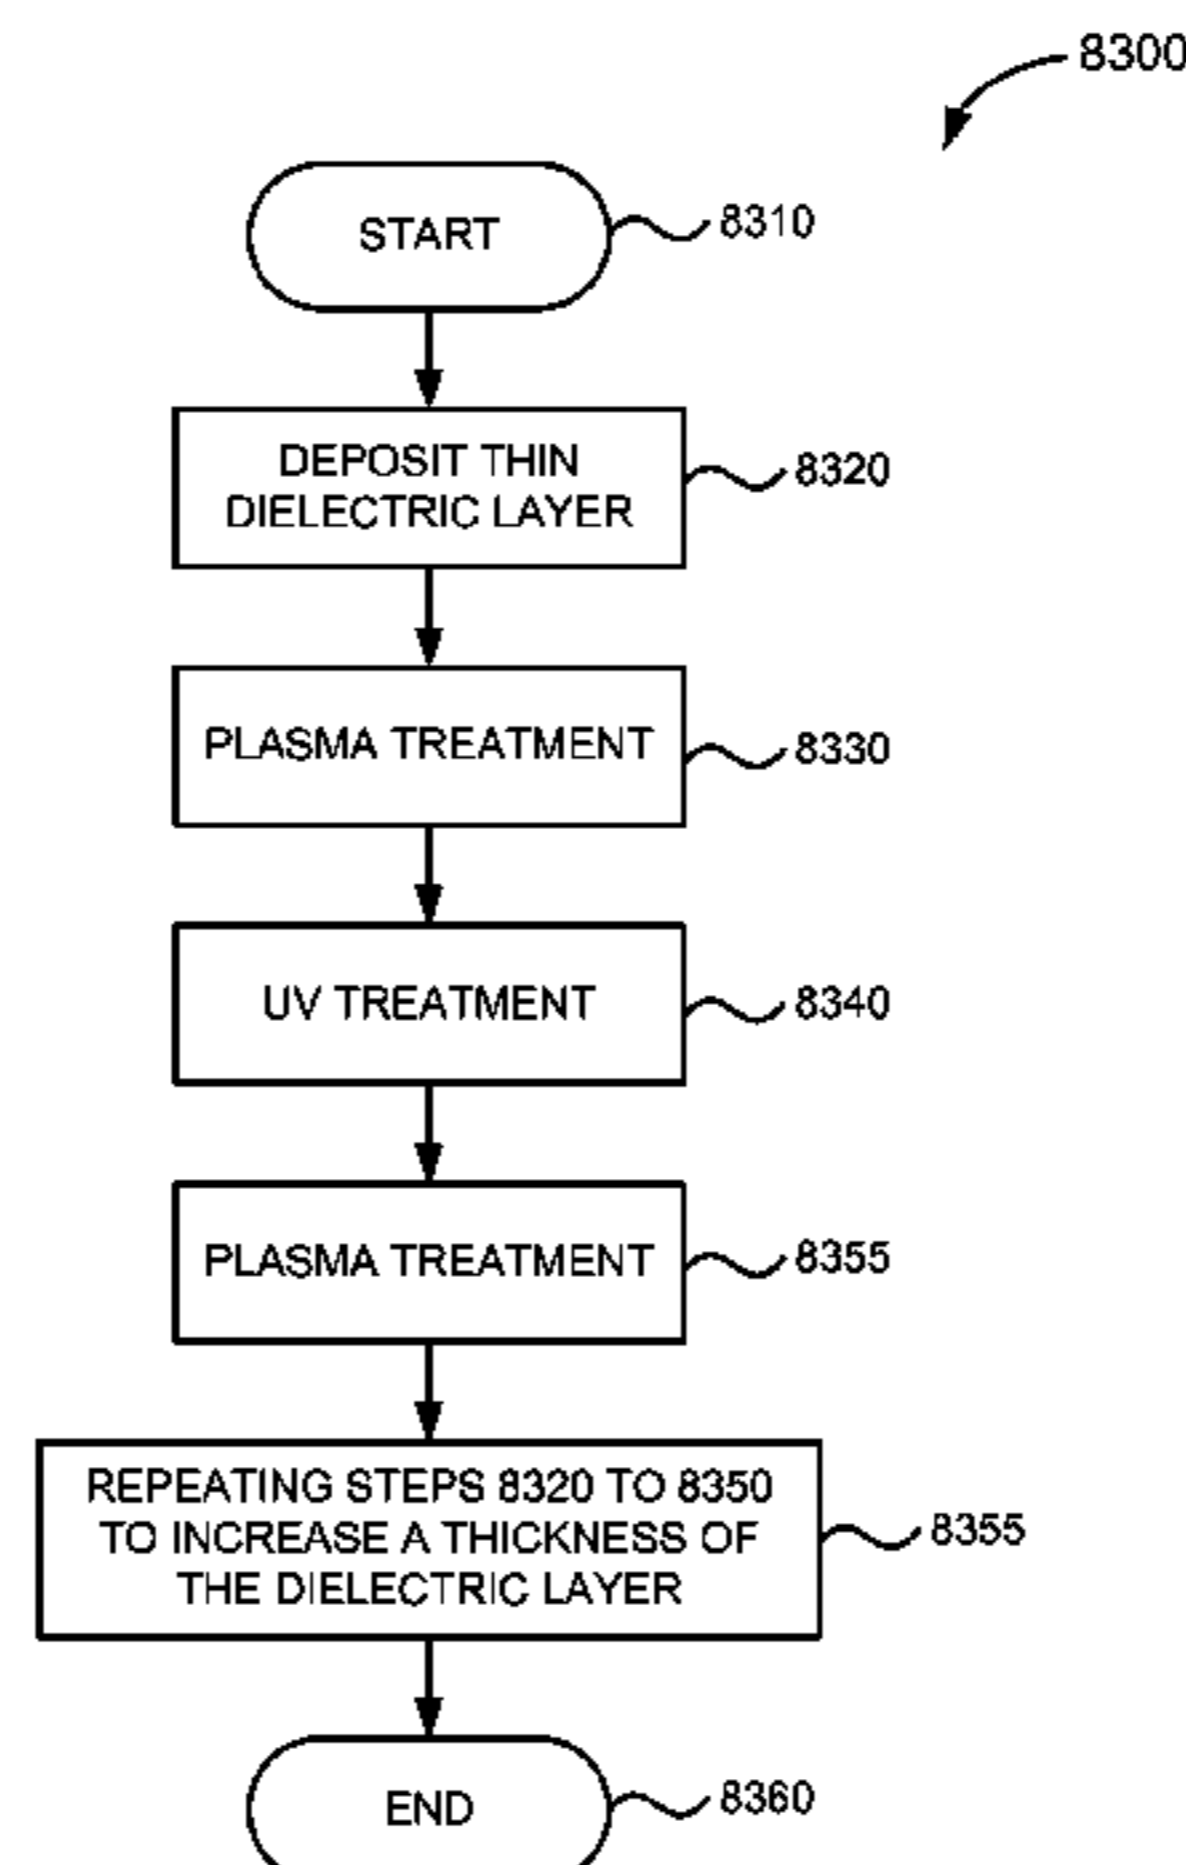 8300
START
8310
DEPOSIT THIN
DIELECTRIC LAYER
8320
PLASMA TREATMENT
8330
UV TREATMENT
8340
PLASMA TREATMENT
8355
REPEATING STEPS 8320 TO 8350
TO INCREASE A THICKNESS OF
THE DIELECTRIC LAYER
8355
END
8360